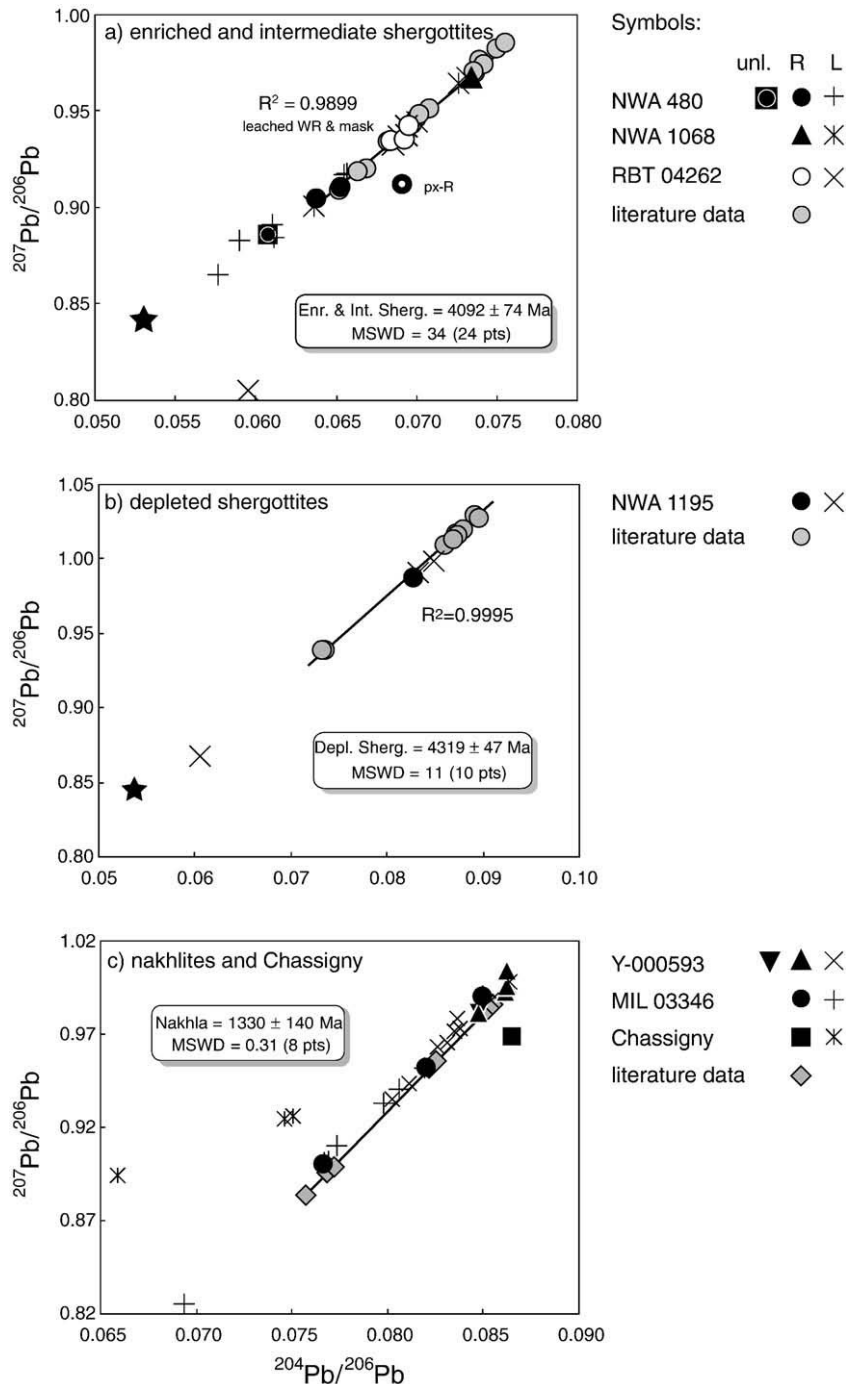 a) enriched and intermediate shergottites
Symbols:
unl. R L
NWA 480
NWA 1068
RBT 04262
literature data
R² = 0.9899
leached WR & mask
px-R
Enr. & Int. Sherg. = 4092 ± 74 Ma
MSWD = 34 (24 pts)
²⁰⁷Pb/²⁰⁶Pb
1.00
0.95
0.90
0.85
0.80
0.050 0.055 0.060 0.065 0.070 0.075 0.080
b) depleted shergottites
NWA 1195
literature data
R²=0.9995
Depl. Sherg. = 4319 ± 47 Ma
MSWD = 11 (10 pts)
²⁰⁷Pb/²⁰⁶Pb
1.05
1.00
0.95
0.90
0.85
0.80
0.05 0.06 0.07 0.08 0.09 0.10
c) nakhlites and Chassigny
Y-000593
MIL 03346
Chassigny
literature data
Nakhla = 1330 ± 140 Ma
MSWD = 0.31 (8 pts)
²⁰⁷Pb/²⁰⁶Pb
1.02
0.97
0.92
0.87
0.82
0.065 0.070 0.075 0.080 0.085 0.090
²⁰⁴Pb/²⁰⁶Pb